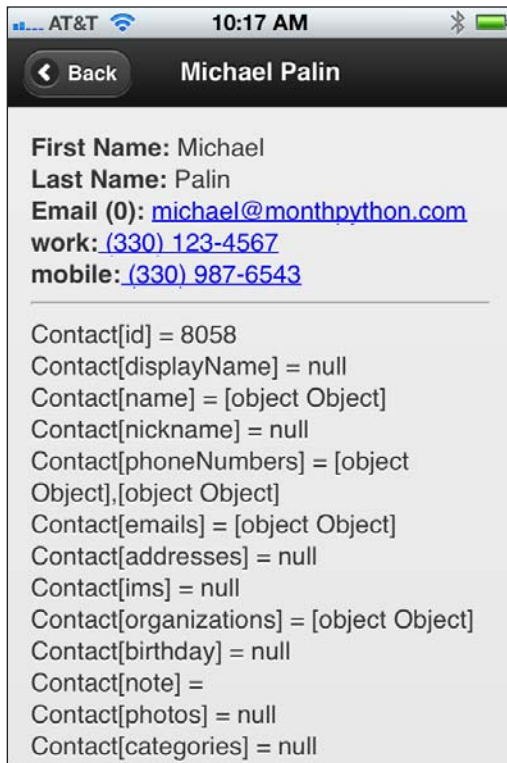 AT&T 10:17 AM
Back Michael Palin
First Name: Michael
Last Name: Palin
Email (0): michael@monthpython.com
work: (330) 123-4567
mobile: (330) 987-6543
Contact[id] = 8058
Contact[displayName] = null
Contact[name] = [object Object]
Contact[nickname] = null
Contact[phoneNumbers] = [object
Object],[object Object]
Contact[emails] = [object Object]
Contact[addresses] = null
Contact[ims] = null
Contact[organizations] = [object Object]
Contact[birthday] = null
Contact[note] =
Contact[photos] = null
Contact[categories] = null